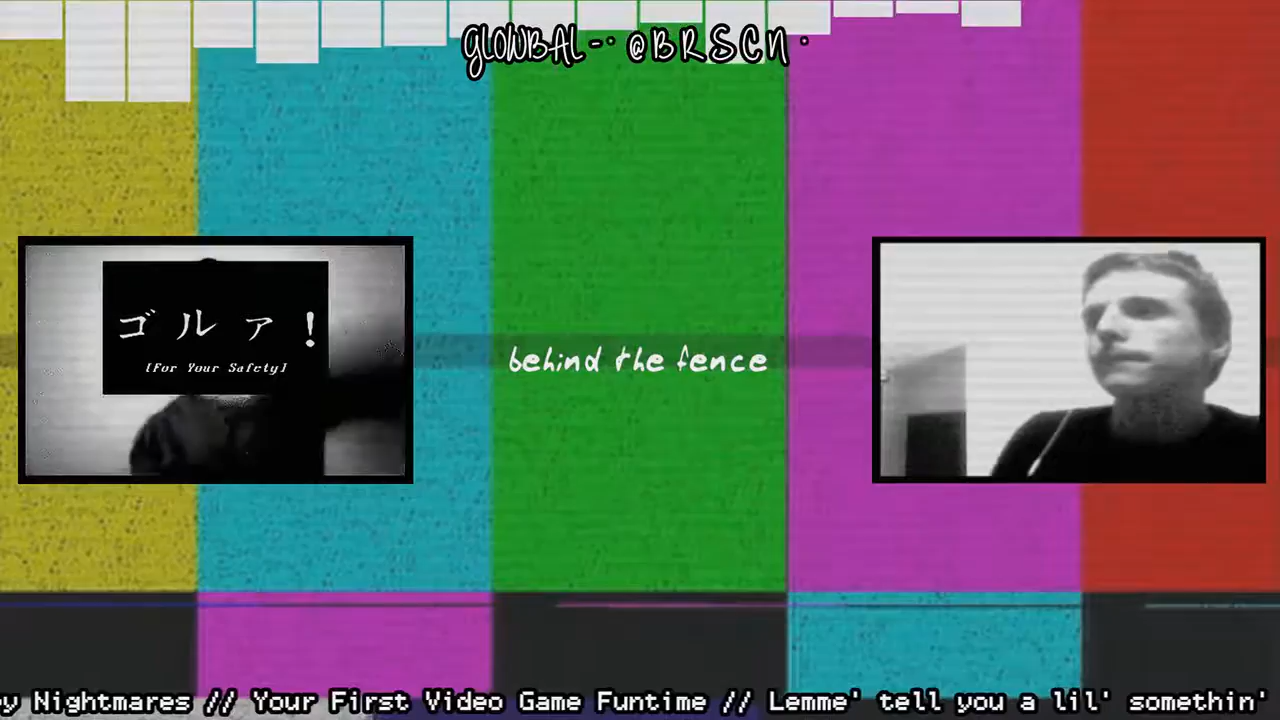 GLOWBAL -· @BRSCn ·
ゴルァ!
[For Your Safety]
behind the fence
y Nightmares // Your First Video Game Funtime // Lemme' tell you a lil' somethin'